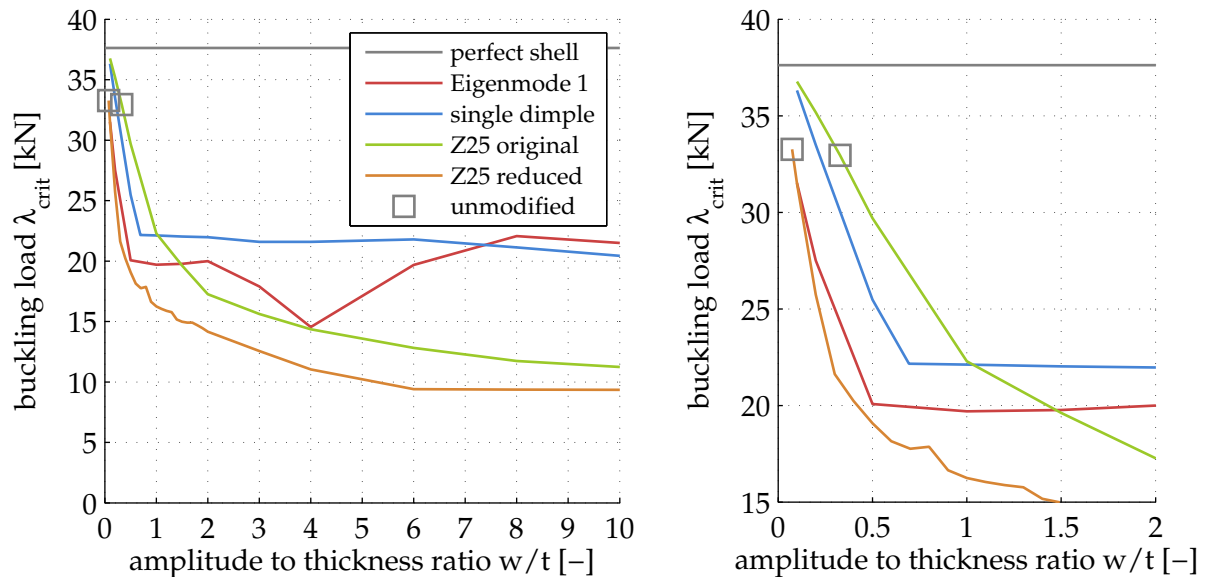 40
35
30
25
20
15
10
5
0
buckling load λcrit [kN]
perfect shell
Eigenmode 1
single dimple
Z25 original
Z25 reduced
unmodified
0 1 2 3 4 5 6 7 8 9 10
amplitude to thickness ratio w/t [–]
40
35
30
25
20
15
buckling load λcrit [kN]
0 0.5 1 1.5 2
amplitude to thickness ratio w/t [–]